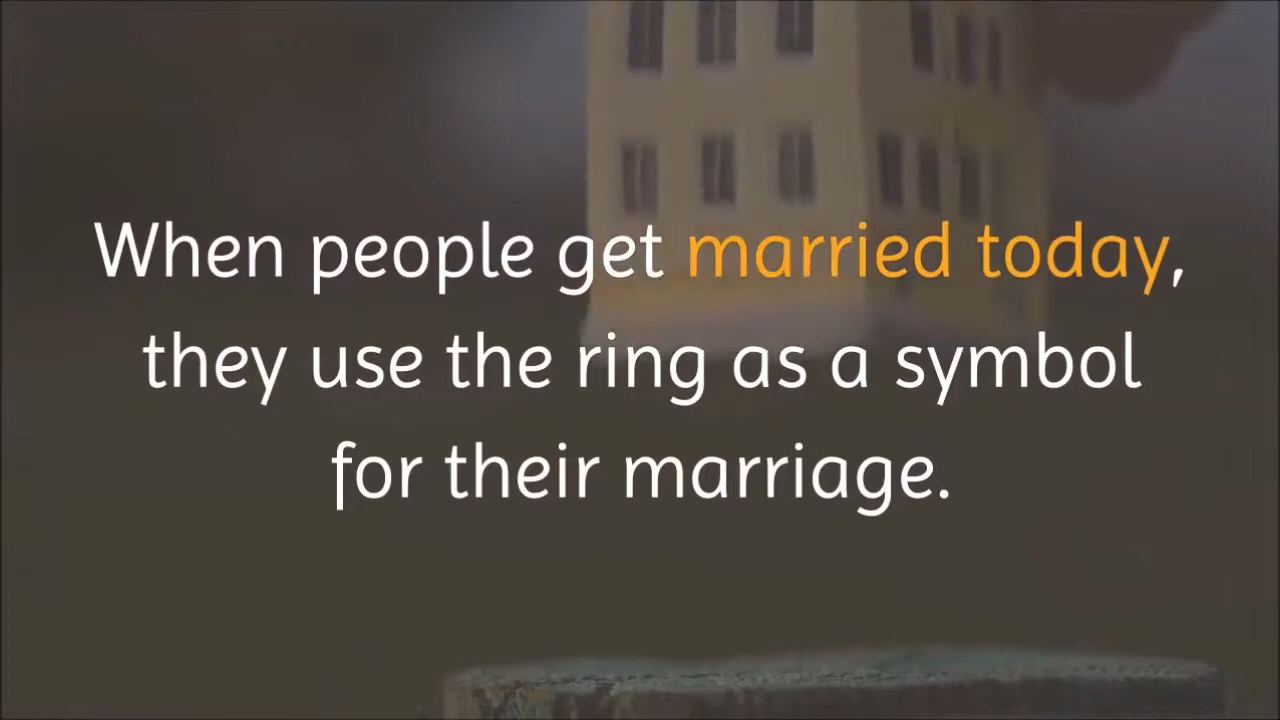 When people get married today,
they use the ring as a symbol
for their marriage.